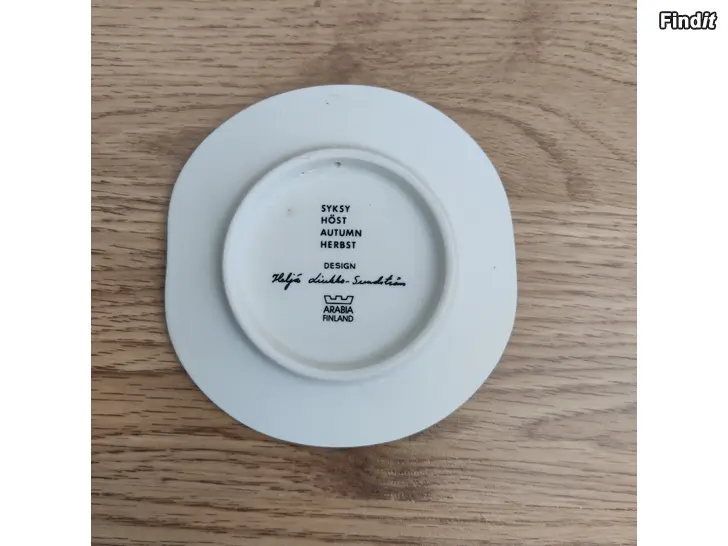 Findit
SYKSY
HÖST
AUTUMN
HERBST
DESIGN
Heljä Liukko-Sundström
ARABIA
FINLAND